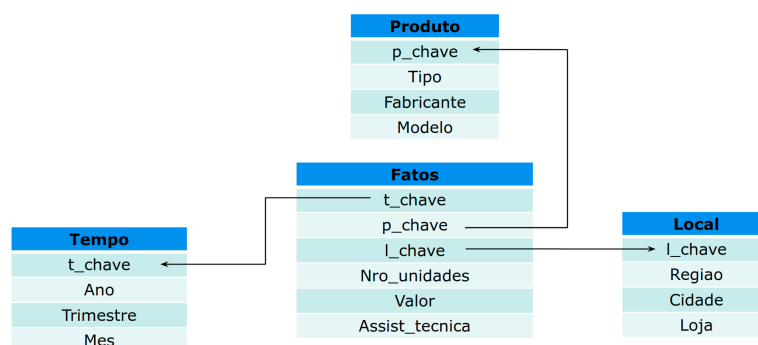 Produto
p_chave
Tipo
Fabricante
Modelo
Fatos
t_chave
p_chave
l_chave
Nro_unidades
Valor
Assist_tecnica
Tempo
t_chave
Ano
Trimestre
Mes
Local
l_chave
Regiao
Cidade
Loja